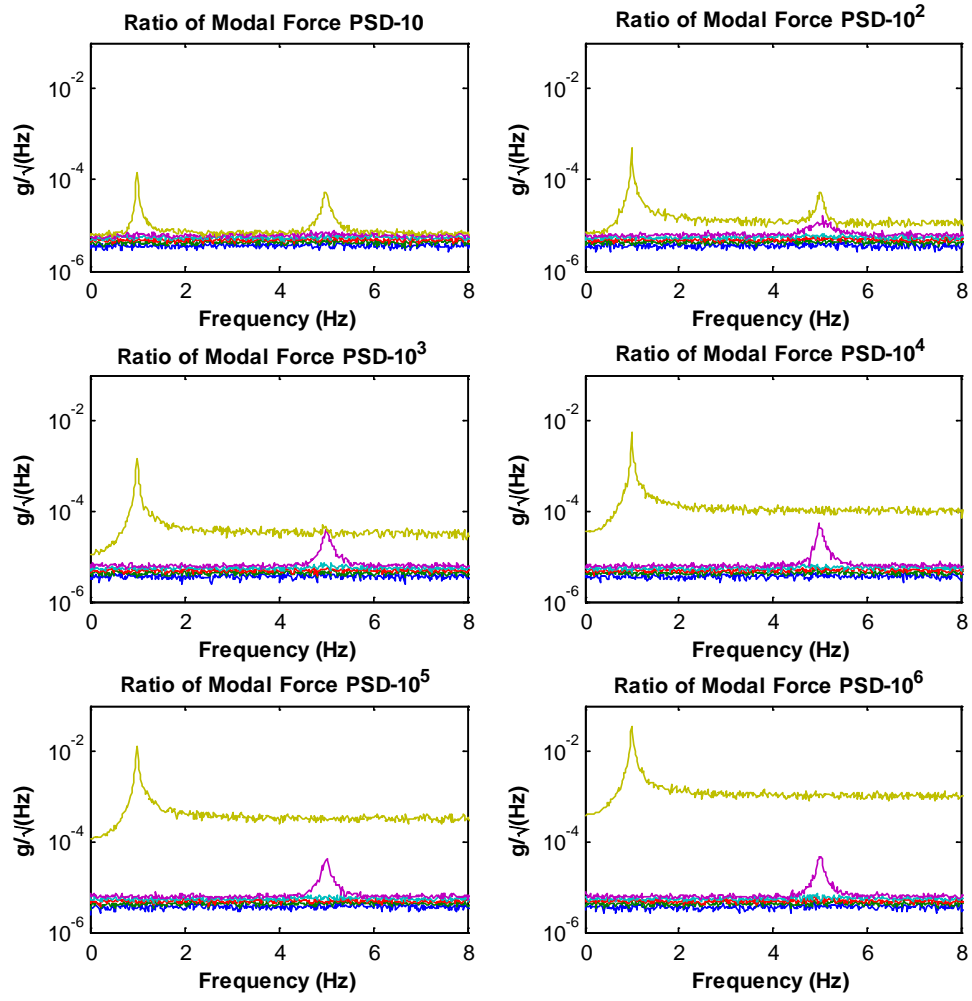 Ratio of Modal Force PSD-10
g/√(Hz)
10^-2
10^-4
10^-6
0 2 4 6 8
Frequency (Hz)
Ratio of Modal Force PSD-10^2
g/√(Hz)
10^-2
10^-4
10^-6
0 2 4 6 8
Frequency (Hz)
Ratio of Modal Force PSD-10^3
g/√(Hz)
10^-2
10^-4
10^-6
0 2 4 6 8
Frequency (Hz)
Ratio of Modal Force PSD-10^4
g/√(Hz)
10^-2
10^-4
10^-6
0 2 4 6 8
Frequency (Hz)
Ratio of Modal Force PSD-10^5
g/√(Hz)
10^-2
10^-4
10^-6
0 2 4 6 8
Frequency (Hz)
Ratio of Modal Force PSD-10^6
g/√(Hz)
10^-2
10^-4
10^-6
0 2 4 6 8
Frequency (Hz)